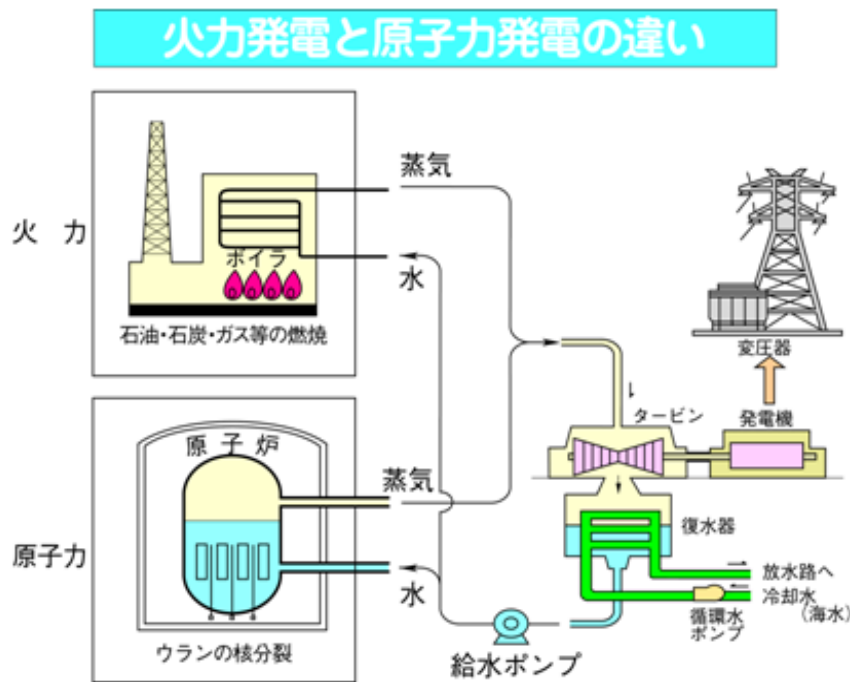 火力発電と原子力発電の違い
火 力
蒸気
ボイラ
水
石油・石炭・ガス等の燃焼
変圧器
タービン
発電機
原子力
原 子 炉
蒸気
水
ウランの核分裂
復水器
放水路へ
冷却水
(海水)
循環水
ポンプ
給水ポンプ